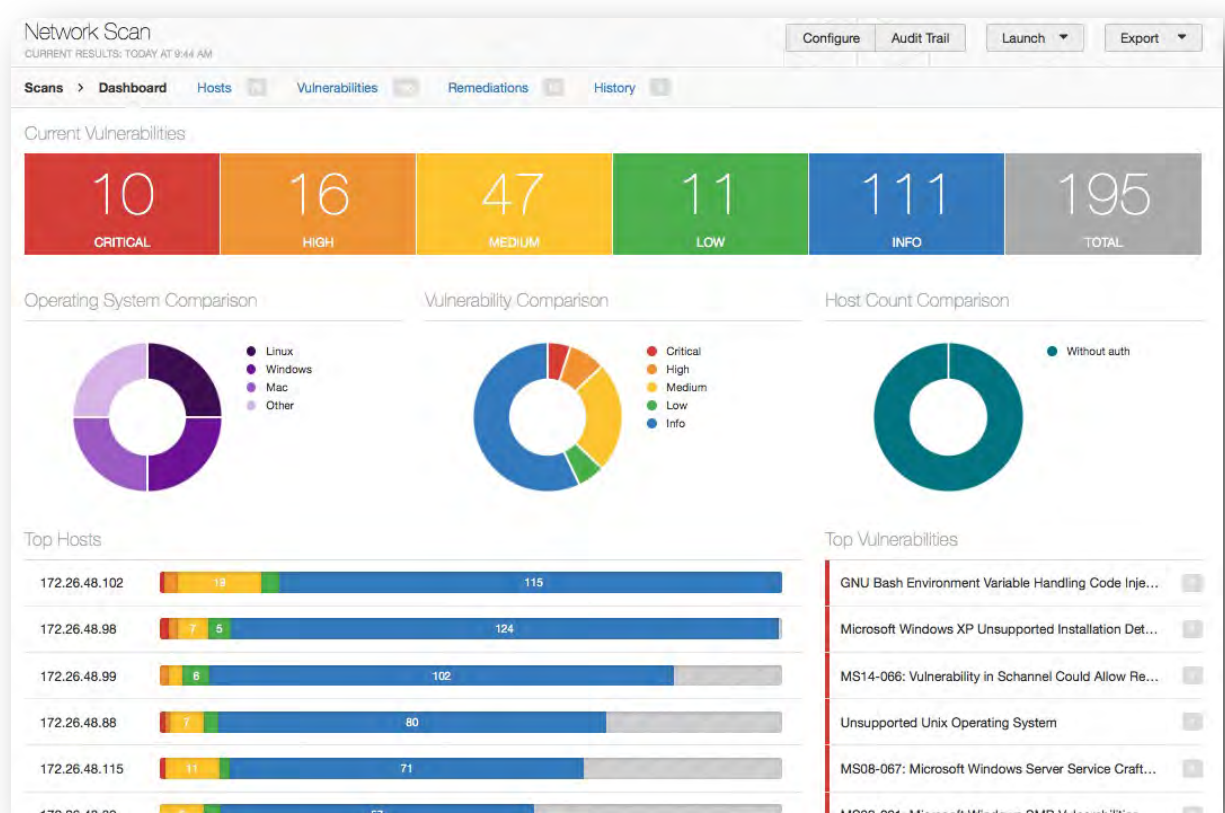 Network Scan
CURRENT RESULTS: TODAY AT 9:44 AM
Configure
Audit Trail
Launch
Export
Scans > Dashboard
Hosts
Vulnerabilities
Remediations
History
Current Vulnerabilities
10
CRITICAL
16
HIGH
47
MEDIUM
11
LOW
111
INFO
195
TOTAL
Operating System Comparison
Linux
Windows
Mac
Other
Vulnerability Comparison
Critical
High
Medium
Low
Info
Host Count Comparison
Without auth
Top Hosts
172.26.48.102
19 115
172.26.48.98
7 5 124
172.26.48.99
6 102
172.26.48.88
7 80
172.26.48.115
11 71
Top Vulnerabilities
GNU Bash Environment Variable Handling Code Inje...
Microsoft Windows XP Unsupported Installation Det...
MS14-066: Vulnerability in Schannel Could Allow Re...
Unsupported Unix Operating System
MS08-067: Microsoft Windows Server Service Craft...